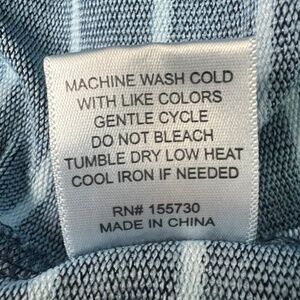 MACHINE WASH COLD
WITH LIKE COLORS
GENTLE CYCLE
DO NOT BLEACH
TUMBLE DRY LOW HEAT
COOL IRON IF NEEDED
RN# 155730
MADE IN CHINA